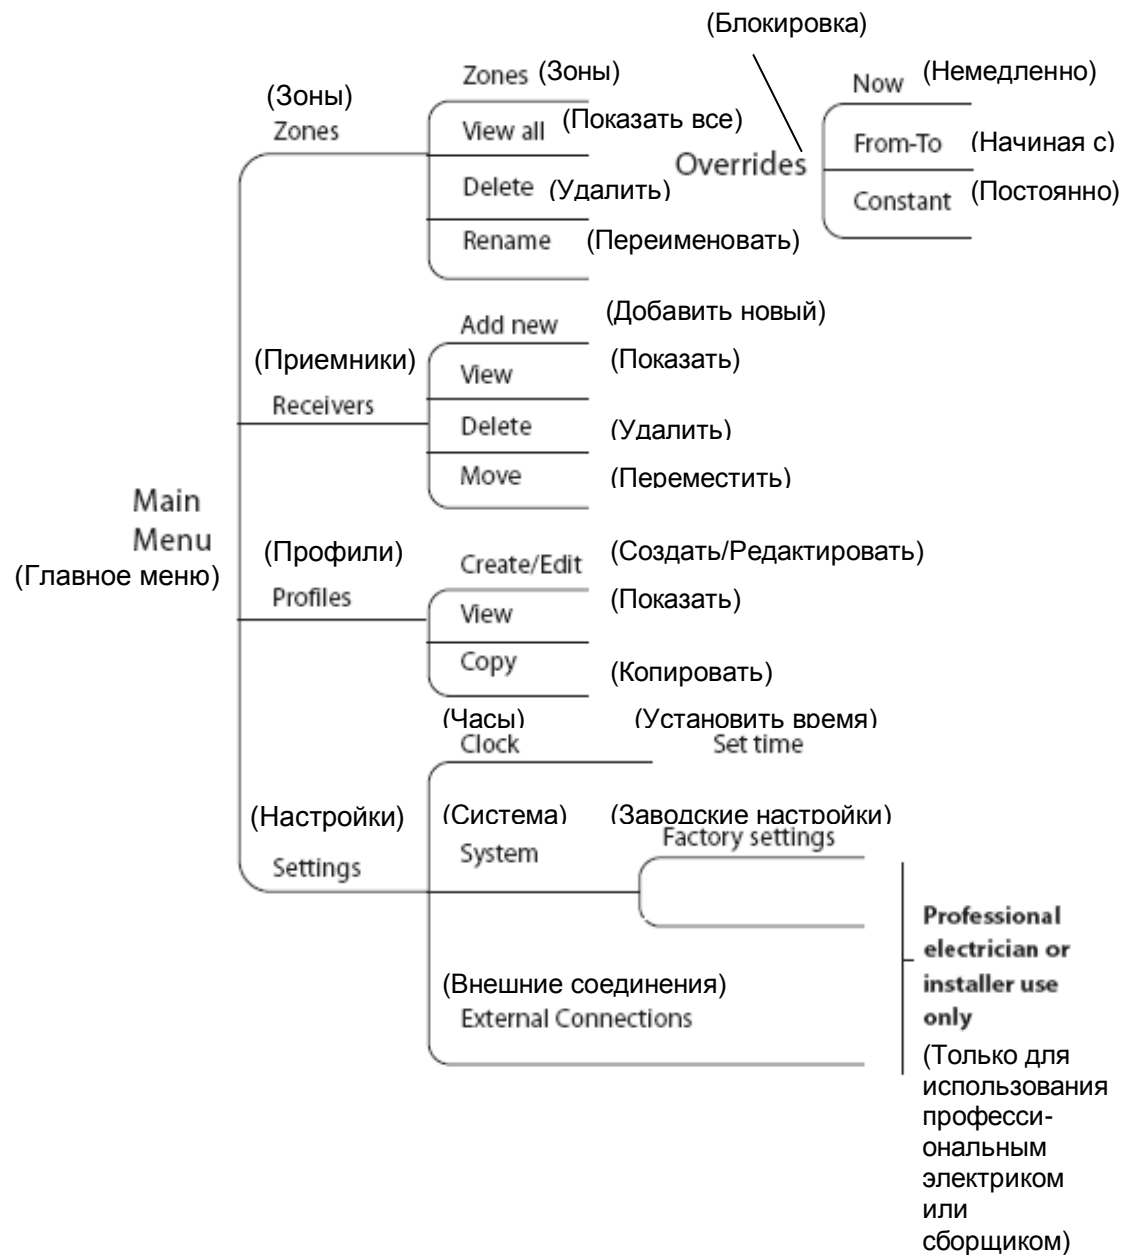 (Блокировка)
Zones (Зоны)
Now (Немедленно)
(Зоны)
Zones
View all (Показать все)
Overrides
From-To (Начиная с)
Delete (Удалить)
Constant (Постоянно)
Rename (Переименовать)
Add new (Добавить новый)
(Приемники)
Receivers
View (Показать)
Delete (Удалить)
Move (Переместить)
Main
Menu
(Главное меню)
(Профили)
Profiles
Create/Edit (Создать/Редактировать)
View (Показать)
Copy (Копировать)
(Часы) (Установить время)
Clock Set time
(Настройки)
Settings
(Система) (Заводские настройки)
System Factory settings
(Внешние соединения)
External Connections
Professional
electrician or
installer use
only
(Только для
использования
професси-
ональным
электриком
или
сборщиком)